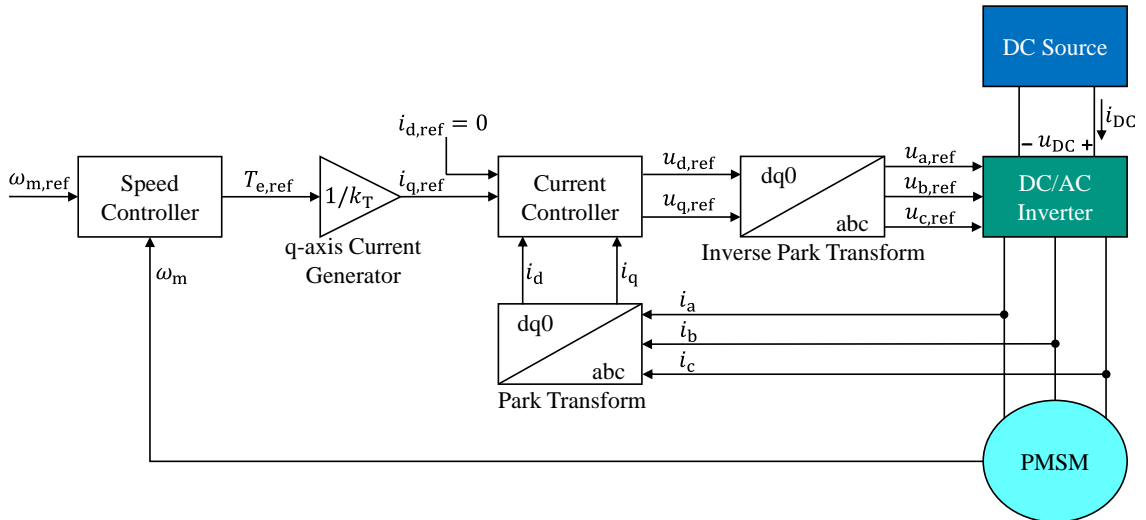 DC Source
i_DC
- u_DC +
i_d,ref = 0
ω_m,ref
Speed
Controller
T_e,ref
1/k_T
i_q,ref
q-axis Current
Generator
Current
Controller
u_d,ref
u_q,ref
dq0
abc
Inverse Park Transform
u_a,ref
u_b,ref
u_c,ref
DC/AC
Inverter
ω_m
i_d
i_q
dq0
abc
Park Transform
i_a
i_b
i_c
PMSM